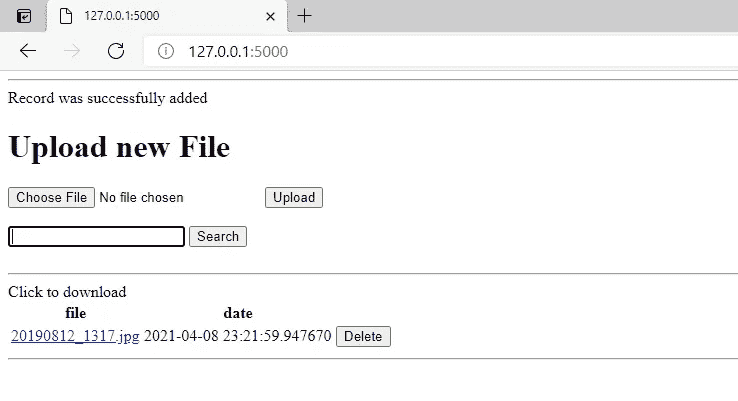 127.0.0.1:5000
127.0.0.1:5000
Record was successfully added
Upload new File
Choose File No file chosen Upload
Search
Click to download
file date
20190812_1317.jpg 2021-04-08 23:21:59.947670 Delete